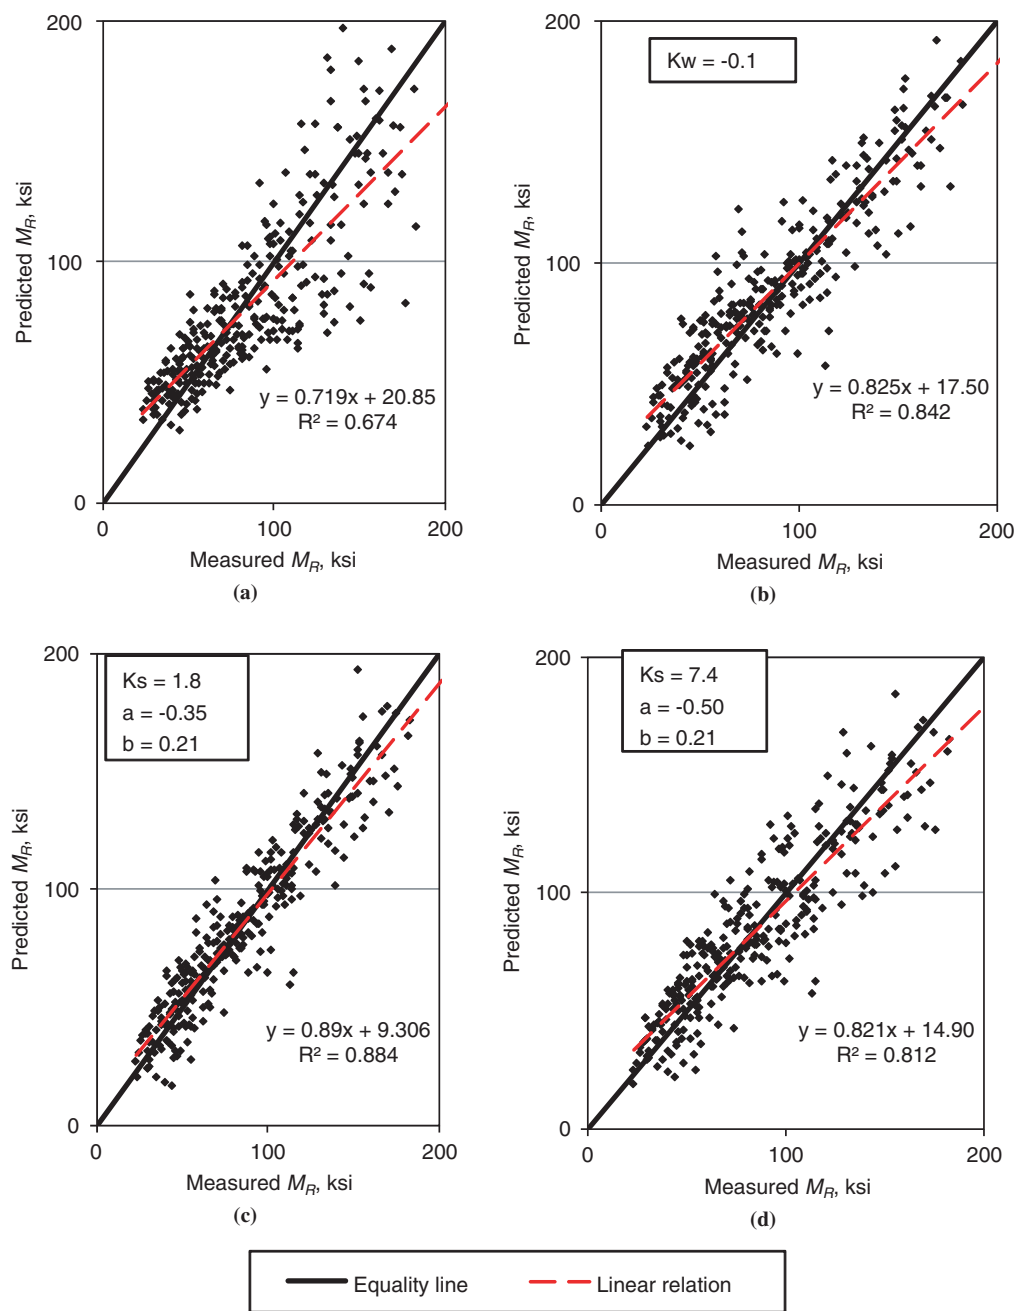 200
100
0
Predicted M_R, ksi
y = 0.719x + 20.85
R² = 0.674
0
100
200
Measured M_R, ksi
(a)
200
Kw = -0.1
100
0
Predicted M_R, ksi
y = 0.825x + 17.50
R² = 0.842
0
100
200
Measured M_R, ksi
(b)
200
Ks = 1.8
a = -0.35
b = 0.21
100
0
Predicted M_R, ksi
y = 0.89x + 9.306
R² = 0.884
0
100
200
Measured M_R, ksi
(c)
200
Ks = 7.4
a = -0.50
b = 0.21
100
0
Predicted M_R, ksi
y = 0.821x + 14.90
R² = 0.812
0
100
200
Measured M_R, ksi
(d)
Equality line
Linear relation